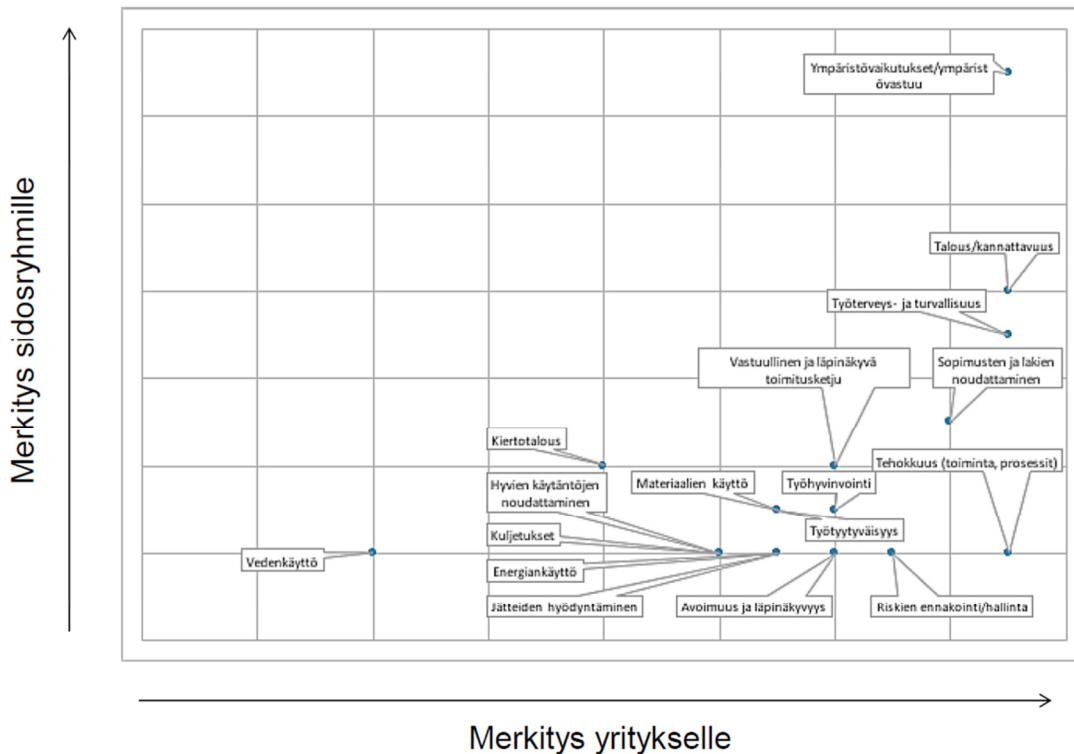 Merkitys sidosryhmille
Ympäristövaikutukset/ympärist
övastuu
Talous/kannattavuus
Työterveys- ja turvallisuus
Vastuullinen ja läpinäkyvä
toimitusketju
Sopimusten ja lakien
noudattaminen
Kiertotalous
Tehokkuus (toiminta, prosessit)
Hyvien käytäntöjen
noudattaminen
Materiaalien käyttö
Työhyvinvointi
Työtyytyväisyys
Kuljetukset
Vedenkäyttö
Energiankäyttö
Jätteiden hyödyntäminen
Avoimuus ja läpinäkyvyys
Riskien ennakointi/hallinta
Merkitys yritykselle